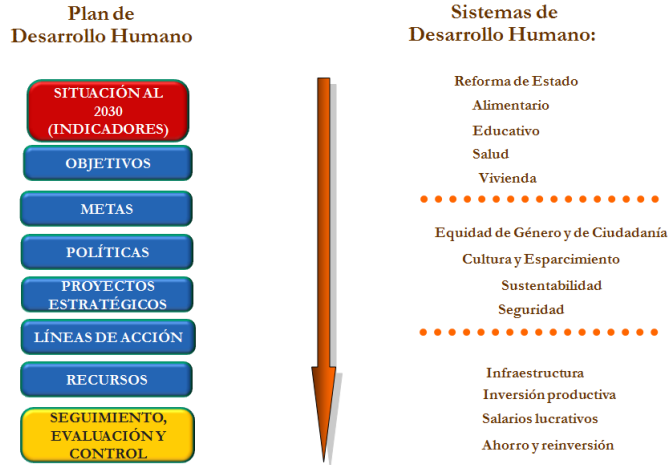 Plan de
Desarrollo Humano
SITUACIÓN AL
2030
(INDICADORES)
OBJETIVOS
METAS
POLÍTICAS
PROYECTOS
ESTRATÉGICOS
LÍNEAS DE ACCIÓN
RECURSOS
SEGUIMIENTO,
EVALUACIÓN Y
CONTROL
Sistemas de
Desarrollo Humano:
Reforma de Estado
Alimentario
Educativo
Salud
Vivienda
Equidad de Género y de Ciudadanía
Cultura y Esparcimiento
Sustentabilidad
Seguridad
Infraestructura
Inversión productiva
Salarios lucrativos
Ahorro y reinversión